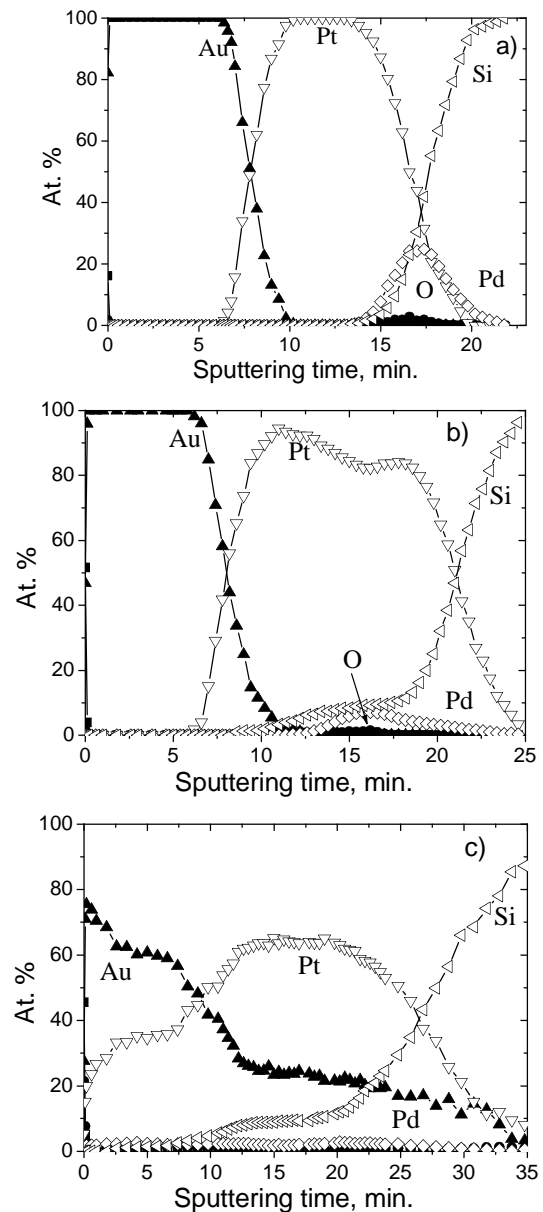 100
80
60
40
20
0
At. %
Au
Pt
a)
Si
O
Pd
0 5 10 15 20
Sputtering time, min.
100
80
60
40
20
0
At. %
Au
Pt
b)
Si
O
Pd
0 5 10 15 20 25
Sputtering time, min.
100
80
60
40
20
0
At. %
Au
Pt
c)
Si
Pd
0 5 10 15 20 25 30 35
Sputtering time, min.